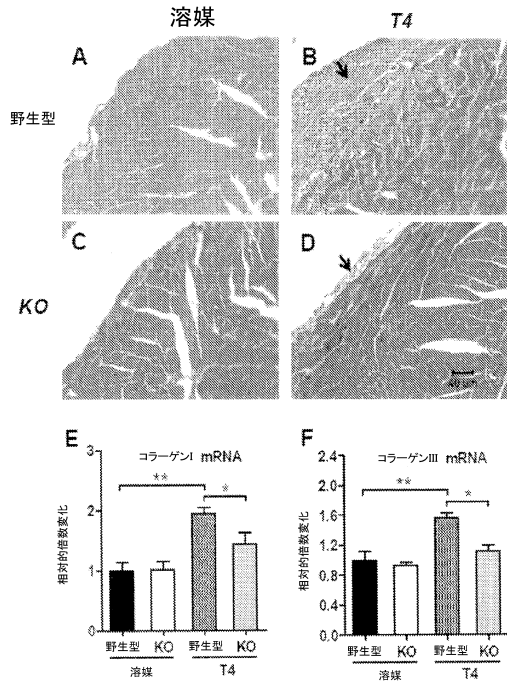 溶媒 T4
A B
野生型
C D
KO
40 um
E F
コラーゲンI mRNA
コラーゲンIII mRNA
相対的倍数変化
3
2
1
0
** *
野生型 KO 野生型 KO
溶媒 T4
相対的倍数変化
2.4
2.0
1.6
1.2
0.8
0.4
0.0
** *
野生型 KO 野生型 KO
溶媒 T4